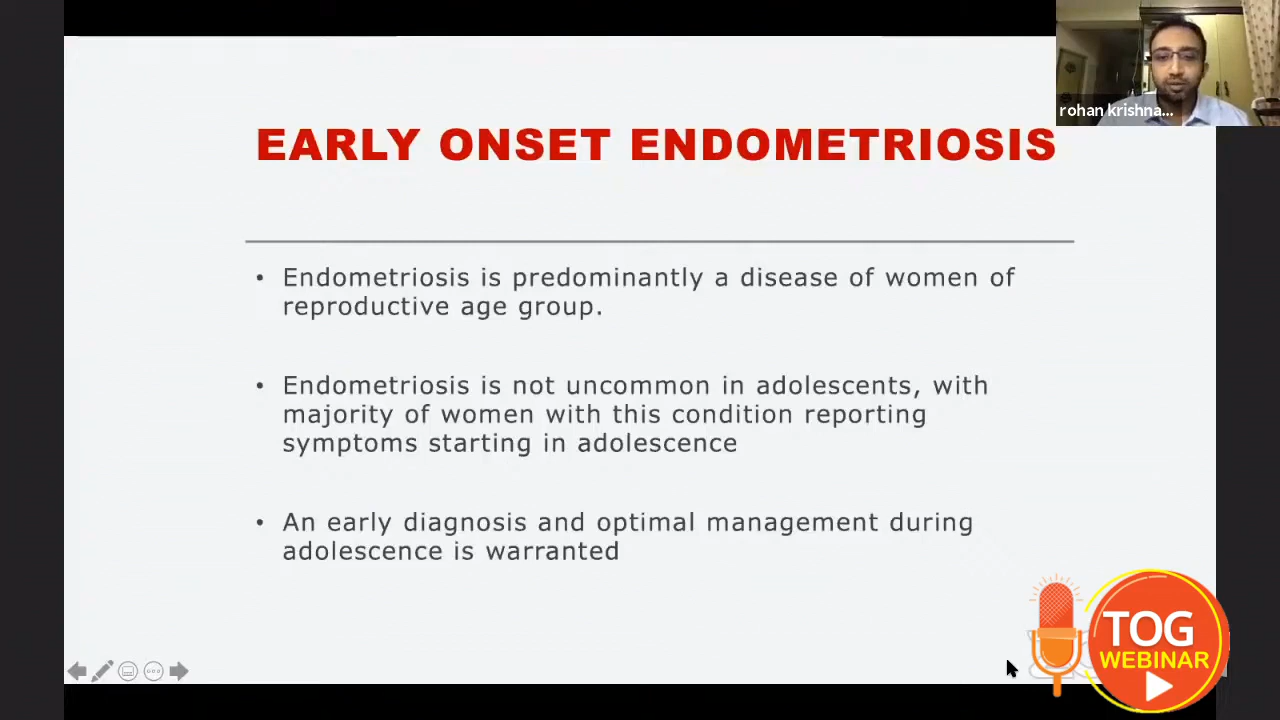 rohan krishna...
EARLY ONSET ENDOMETRIOSIS
• Endometriosis is predominantly a disease of women of
reproductive age group.
• Endometriosis is not uncommon in adolescents, with
majority of women with this condition reporting
symptoms starting in adolescence
• An early diagnosis and optimal management during
adolescence is warranted
TOG
WEBINAR